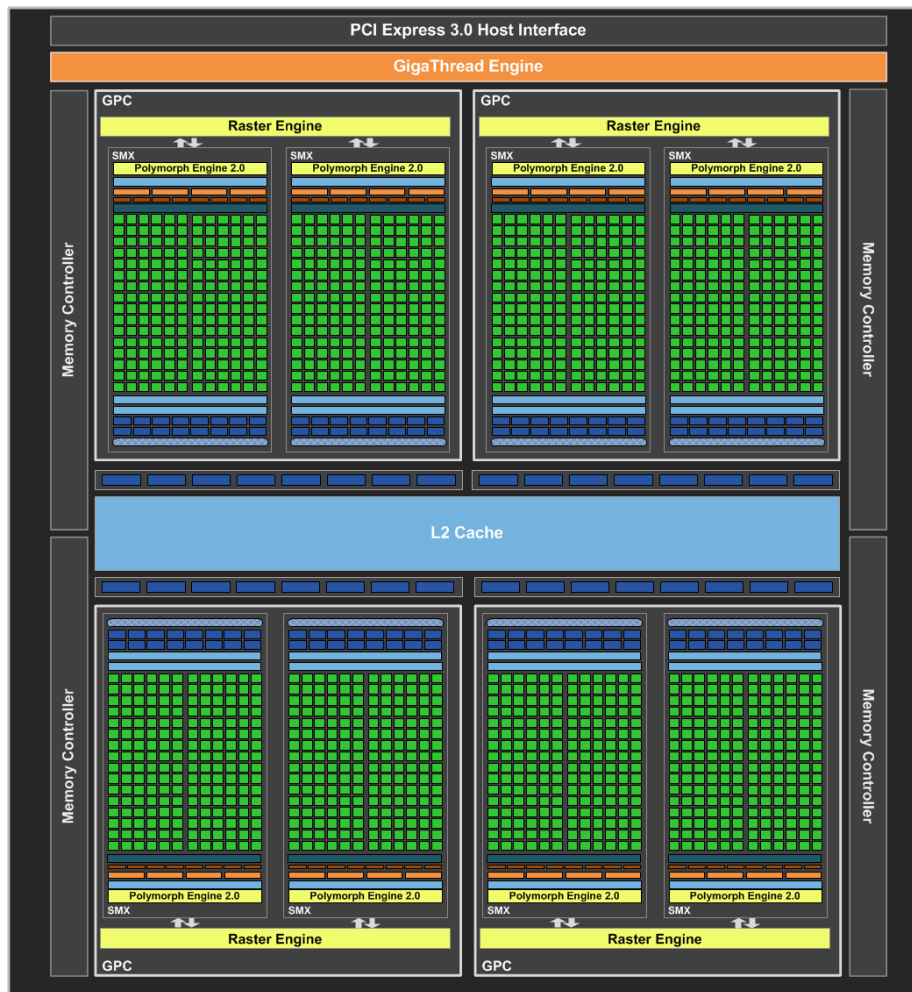 PCI Express 3.0 Host Interface
GigaThread Engine
Memory Controller
GPC
Raster Engine
SMX
Polymorph Engine 2.0
SMX
Polymorph Engine 2.0
GPC
Raster Engine
SMX
Polymorph Engine 2.0
SMX
Polymorph Engine 2.0
Memory Controller
L2 Cache
Memory Controller
Polymorph Engine 2.0
SMX
Polymorph Engine 2.0
SMX
Raster Engine
GPC
Polymorph Engine 2.0
SMX
Polymorph Engine 2.0
SMX
Raster Engine
GPC
Memory Controller